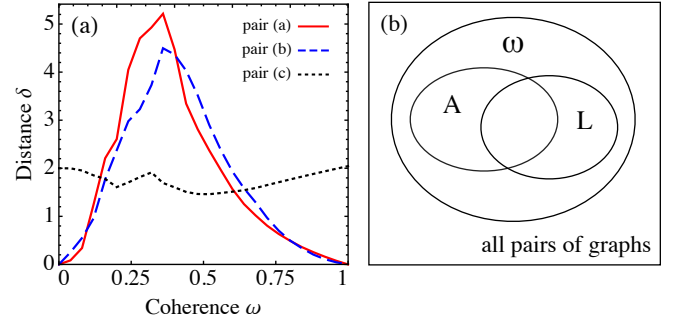 (a)
pair (a)
pair (b)
pair (c)
Distance δ
5
4
3
2
1
0
0 0.25 0.5 0.75 1
Coherence ω
(b)
ω
A
L
all pairs of graphs